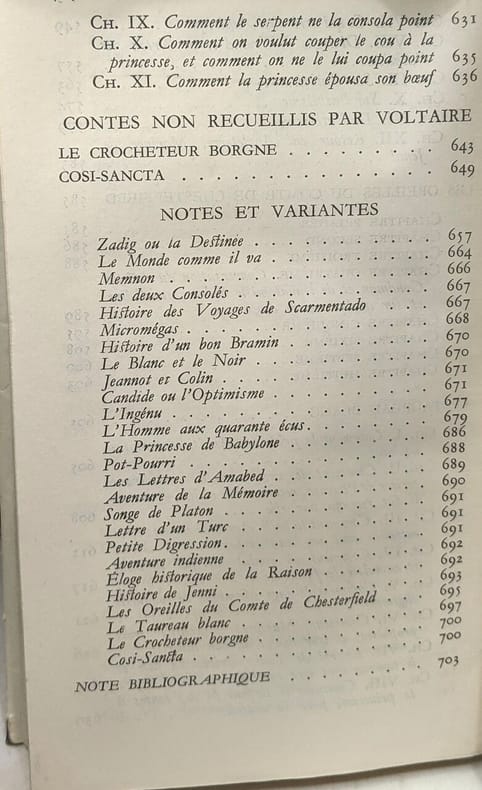 CH. IX. Comment le serpent ne la consola point 631
CH. X. Comment on voulut couper le cou à la
princesse, et comment on ne le lui coupa point 635
CH. XI. Comment la princesse épousa son bœuf 636
CONTES NON RECUEILLIS PAR VOLTAIRE
LE CROCHETEUR BORGNE . . . . . . . . . 643
COSI-SANCTA . . . . . . . . . . . . . . 649
NOTES ET VARIANTES
Zadig ou la Destinée . . . . . . . . . . . 657
Le Monde comme il va . . . . . . . . . . 664
Memnon . . . . . . . . . . . . . . . . 666
Les deux Consolés . . . . . . . . . . . . 667
Histoire des Voyages de Scarmentado . . . 667
Micromégas . . . . . . . . . . . . . . . 668
Histoire d'un bon Bramin . . . . . . . . . 670
Le Blanc et le Noir . . . . . . . . . . . 670
Jeannot et Colin . . . . . . . . . . . . . 671
Candide ou l'Optimisme . . . . . . . . . . 671
L'Ingénu . . . . . . . . . . . . . . . . 677
L'Homme aux quarante écus . . . . . . . . 679
La Princesse de Babylone . . . . . . . . . 686
Pot-Pourri . . . . . . . . . . . . . . . 688
Les Lettres d'Amabed . . . . . . . . . . . 689
Aventure de la Mémoire . . . . . . . . . . 690
Songe de Platon . . . . . . . . . . . . . 691
Lettre d'un Turc . . . . . . . . . . . . . 691
Petite Digression . . . . . . . . . . . . . 691
Aventure indienne . . . . . . . . . . . . 692
Éloge historique de la Raison . . . . . . . 692
Histoire de Jenni . . . . . . . . . . . . . 693
Les Oreilles du Comte de Chesterfield . . . 695
Le Taureau blanc . . . . . . . . . . . . . 697
Le Crocheteur borgne . . . . . . . . . . . 700
Cosi-Sancta . . . . . . . . . . . . . . . 700
NOTE BIBLIOGRAPHIQUE . . . . . . . . 703